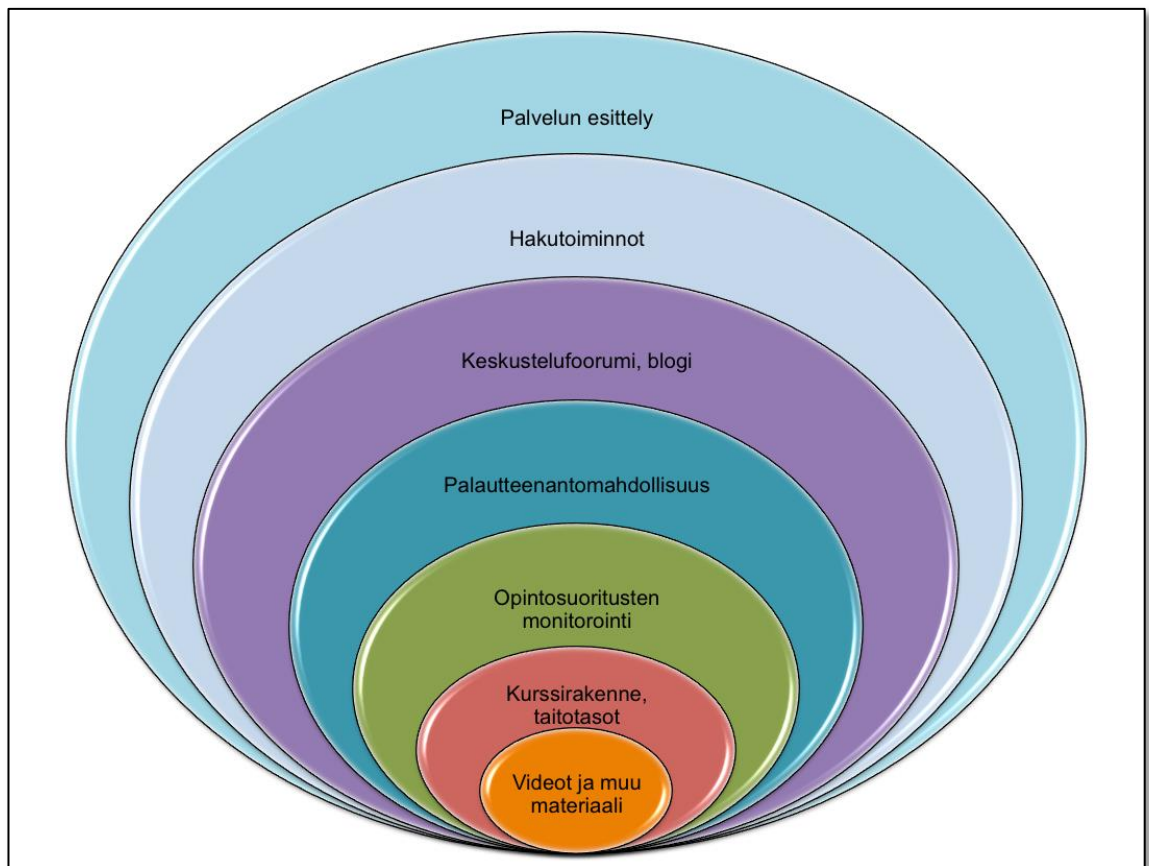 Palvelun esittely
Hakutoiminnot
Keskustelufoorumi, blogi
Palautteenantomahdollisuus
Opintosuoritusten
monitorointi
Kurssirakenne,
taitotasot
Videot ja muu
materiaali